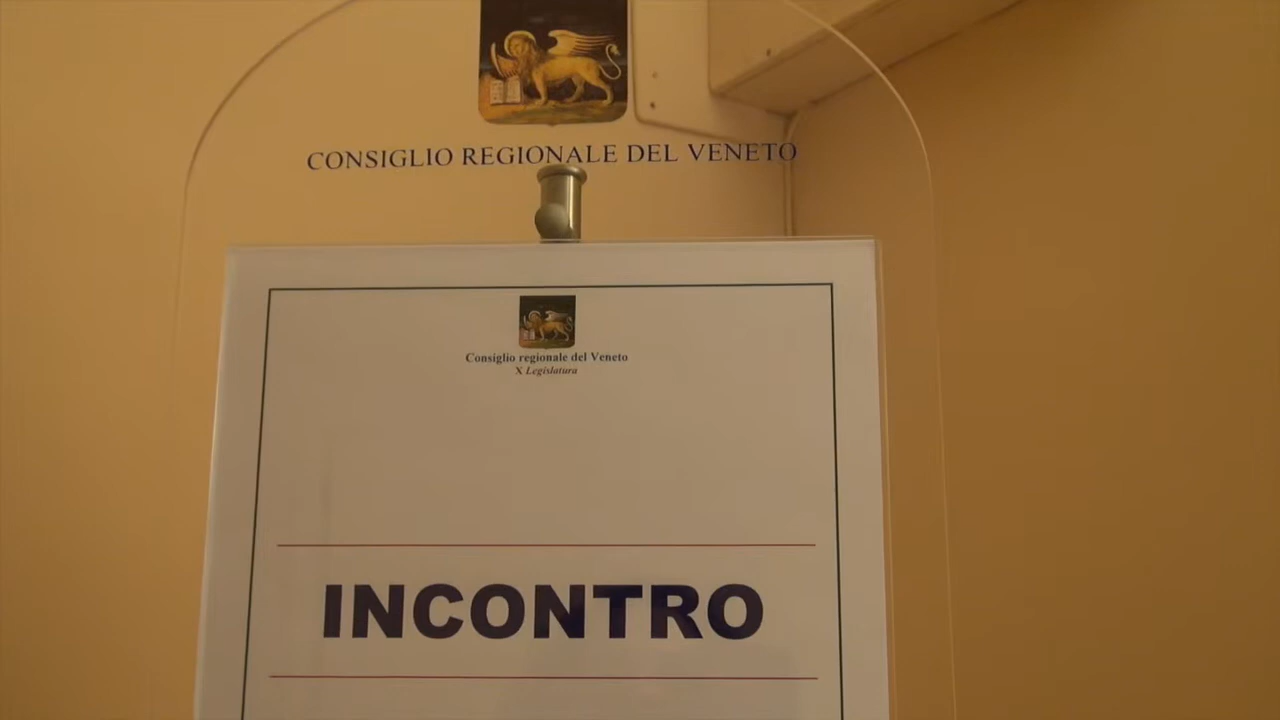 CONSIGLIO REGIONALE DEL VENETO
Consiglio regionale del Veneto
X Legislatura
INCONTRO